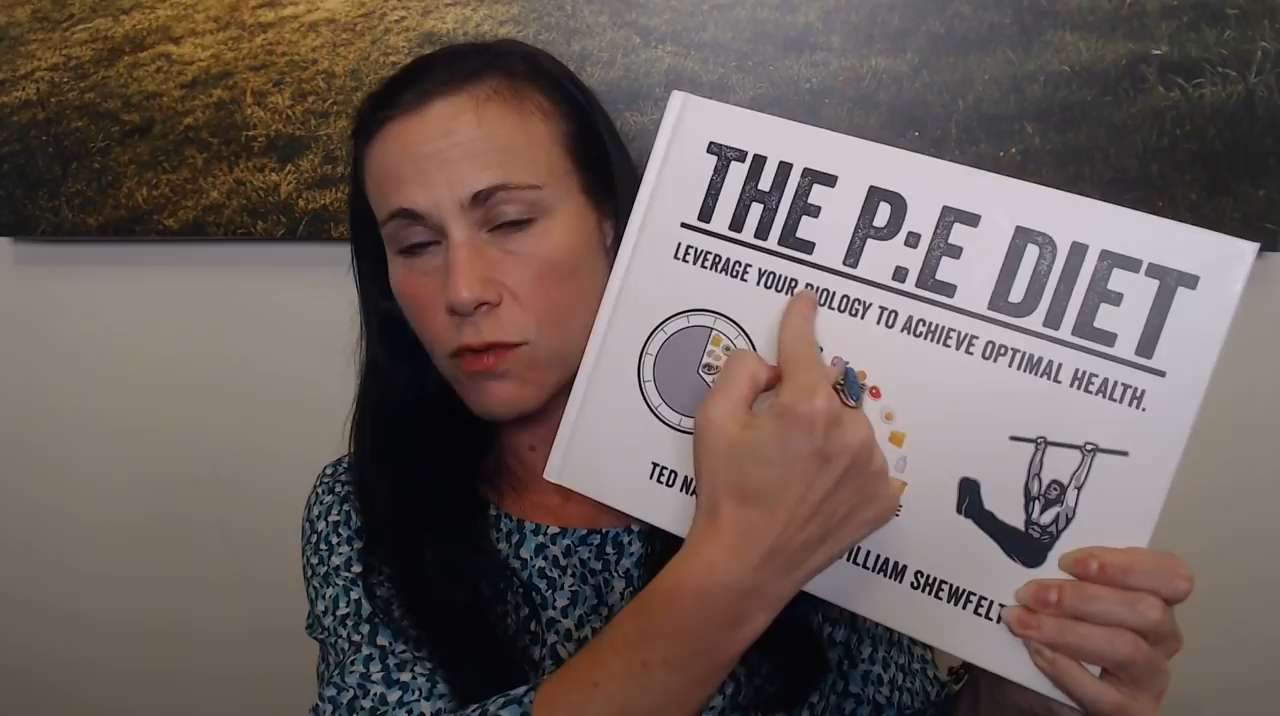 THE P:E DIET
LEVERAGE YOUR BIOLOGY TO ACHIEVE OPTIMAL HEALTH.
TED
WILLIAM SHEWFELT